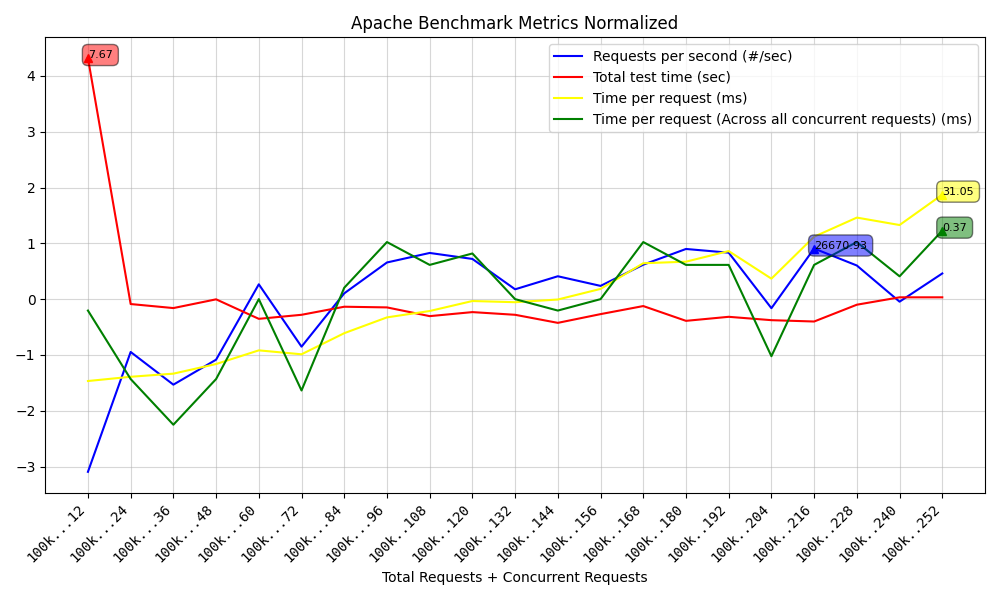 Apache Benchmark Metrics Normalized
Requests per second (#/sec)
Total test time (sec)
Time per request (ms)
Time per request (Across all concurrent requests) (ms)
7.67
31.05
0.37
26670.93
4
3
2
1
0
−1
−2
−3
100k...12
100k...24
100k...36
100k...48
100k...60
100k...72
100k...84
100k...96
100k..108
100k..120
100k..132
100k..144
100k..156
100k..168
100k..180
100k..192
100k..204
100k..216
100k..228
100k..240
100k..252
Total Requests + Concurrent Requests